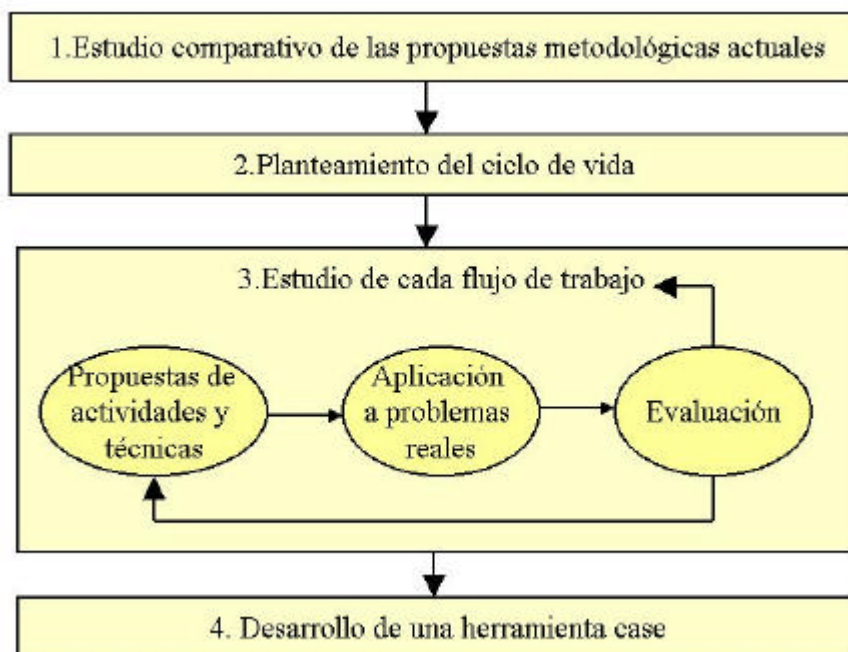 1.Estudio comparativo de las propuestas metodológicas actuales
2.Planteamiento del ciclo de vida
3.Estudio de cada flujo de trabajo
Propuestas de
actividades y
técnicas
Aplicación
a problemas
reales
Evaluación
4. Desarrollo de una herramienta case